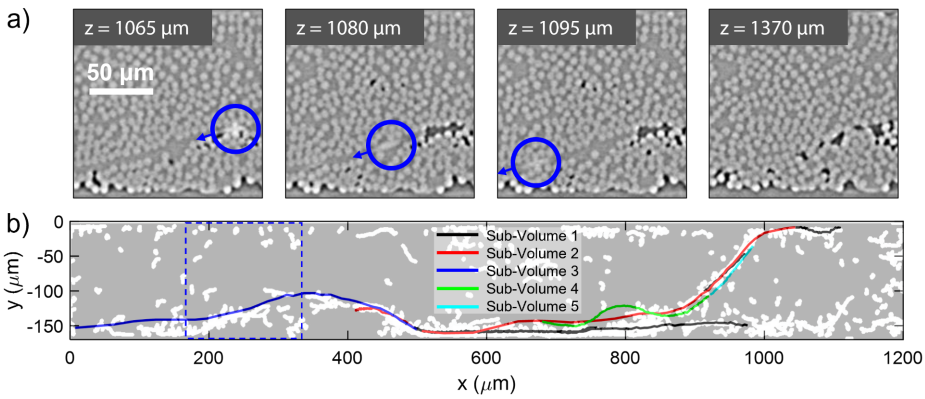 a)
z = 1065 µm
z = 1080 µm
z = 1095 µm
z = 1370 µm
50 µm
b)
0
-50
-100
-150
y (µm)
Sub-Volume 1
Sub-Volume 2
Sub-Volume 3
Sub-Volume 4
Sub-Volume 5
0
200
400
600
800
1000
1200
x (µm)